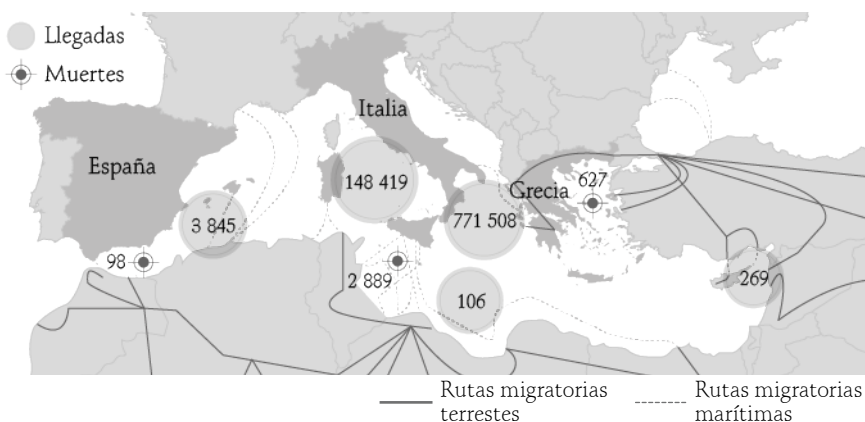 Llegadas
Muertes
Italia
España
148 419
Grecia
627
3 845
771 508
98
2 889
106
269
Rutas migratorias
terrestes
Rutas migratorias
marítimas